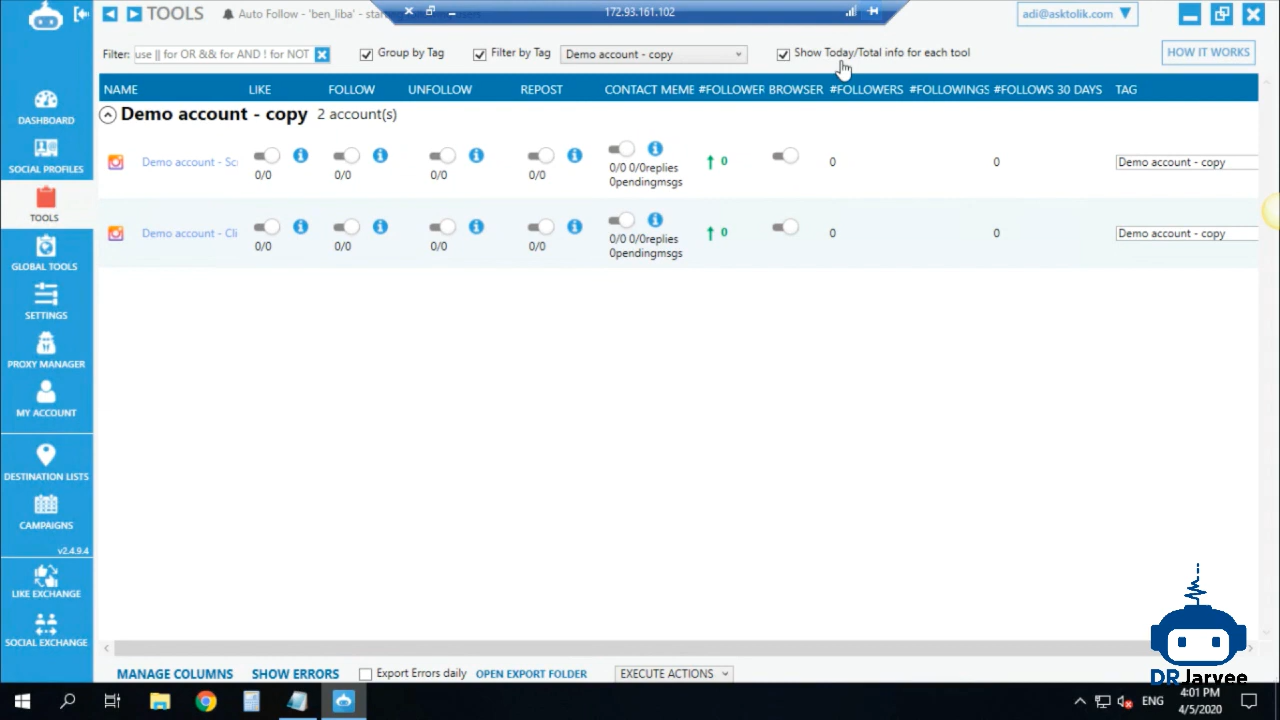 TOOLS
Auto Follow - 'ben_liba' - star
172.93.161.102
adi@asktolik.com
Filter: use || for OR && for AND ! for NOT
Group by Tag
Filter by Tag
Demo account - copy
Show Today/Total info for each tool
HOW IT WORKS
NAME LIKE FOLLOW UNFOLLOW REPOST CONTACT MEME #FOLLOWER BROWSER #FOLLOWERS #FOLLOWINGS #FOLLOWS 30 DAYS TAG
Demo account - copy 2 account(s)
Demo account - Sc
0/0 0/0 0/0 0/0
0/0 0/0replies
0pendingmsgs
0 0 0
Demo account - copy
Demo account - Cli
0/0 0/0 0/0 0/0
0/0 0/0replies
0pendingmsgs
0 0 0
Demo account - copy
DASHBOARD
SOCIAL PROFILES
TOOLS
GLOBAL TOOLS
SETTINGS
PROXY MANAGER
MY ACCOUNT
DESTINATION LISTS
CAMPAIGNS
v2.4.9.4
LIKE EXCHANGE
SOCIAL EXCHANGE
MANAGE COLUMNS SHOW ERRORS Export Errors daily OPEN EXPORT FOLDER EXECUTE ACTIONS
DRJarvee
ENG
4:01 PM
4/5/2020